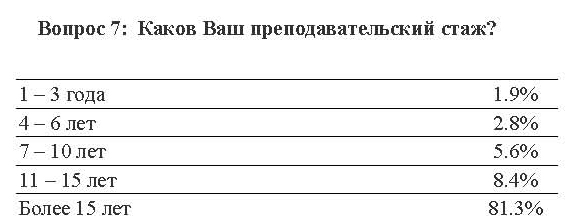 Вопрос 7: Каков Ваш преподавательский стаж?
1 – 3 года 1.9%
4 – 6 лет 2.8%
7 – 10 лет 5.6%
11 – 15 лет 8.4%
Более 15 лет 81.3%